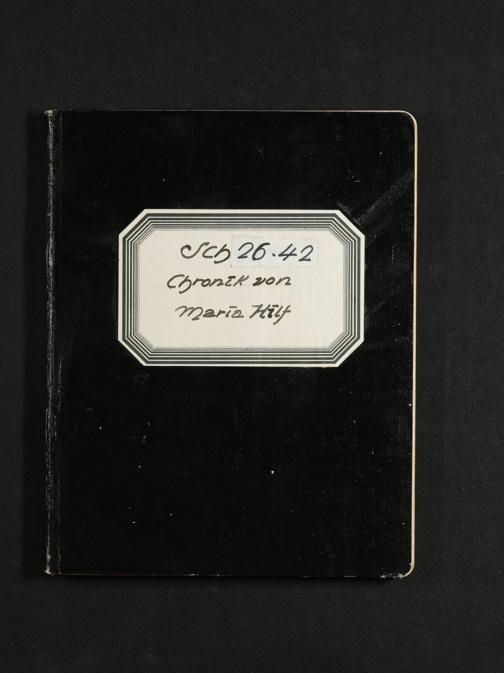 Sch 26.42
Chronik von
Maria Hilf